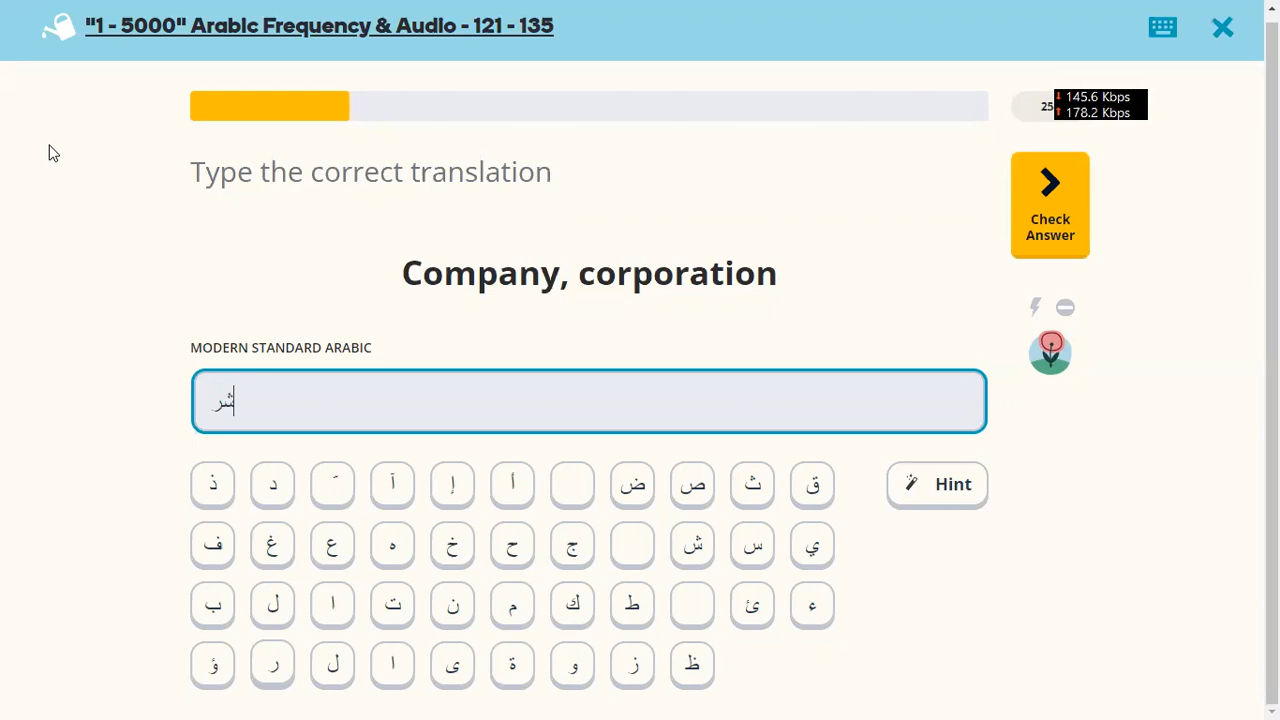 "1 - 5000" Arabic Frequency & Audio - 121 - 135
25
145.6 Kbps
178.2 Kbps
Type the correct translation
Check
Answer
Company, corporation
MODERN STANDARD ARABIC
شر
ذ د َ آ إ أ ض ص ث ق
Hint
ف غ ع ه خ ح ج ش س ي
ب ل ا ت ن م ك ط ئ ء
ؤ ر ل ا ى ة و ز ظ